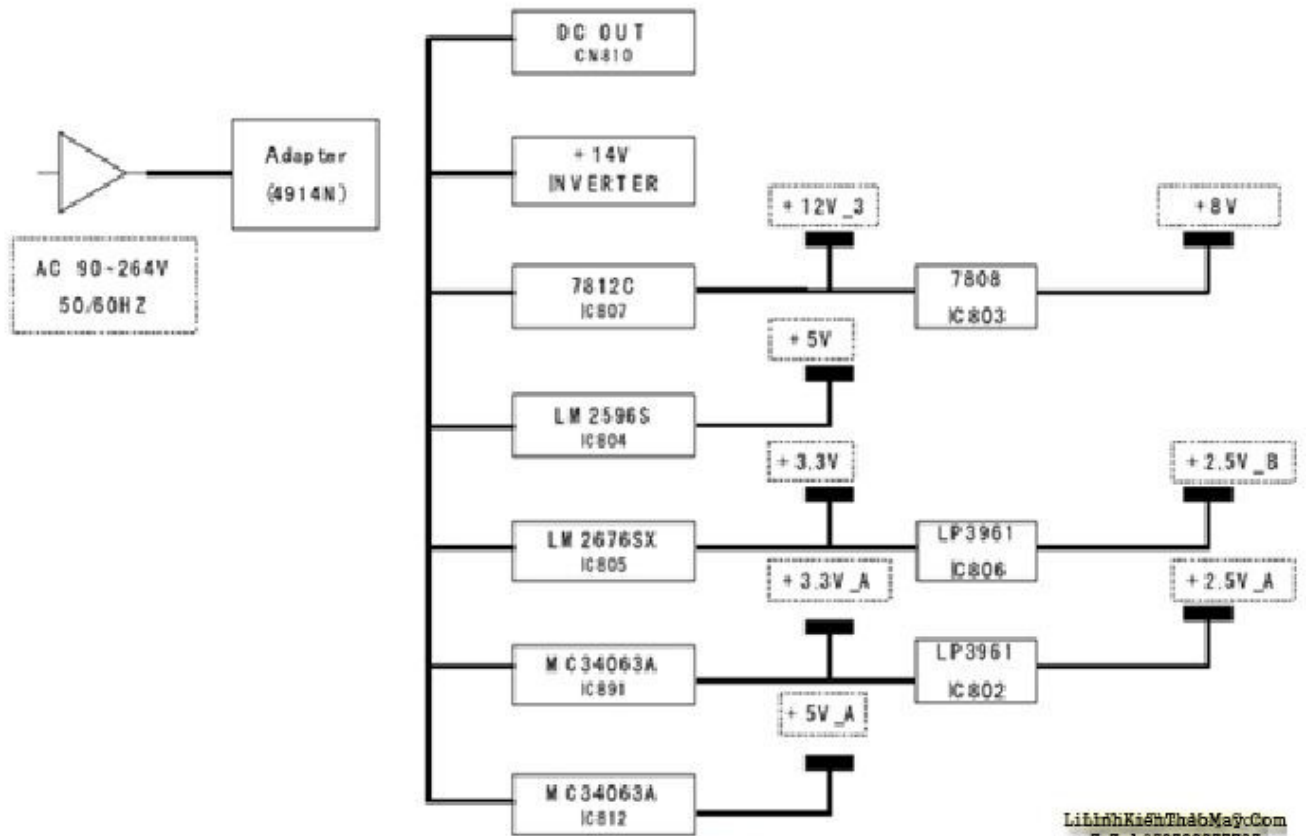 DC OUT
CN810
Adapter
(4914N)
AC 90~264V
50/60HZ
+14V
INVERTER
+12V_3
+8V
7812C
IC807
7808
IC803
+5V
LM2596S
IC804
+3.3V
+2.5V_B
LM2676SX
IC805
LP3961
IC806
+3.3V_A
+2.5V_A
MC34063A
IC891
LP3961
IC802
+5V_A
MC34063A
IC812